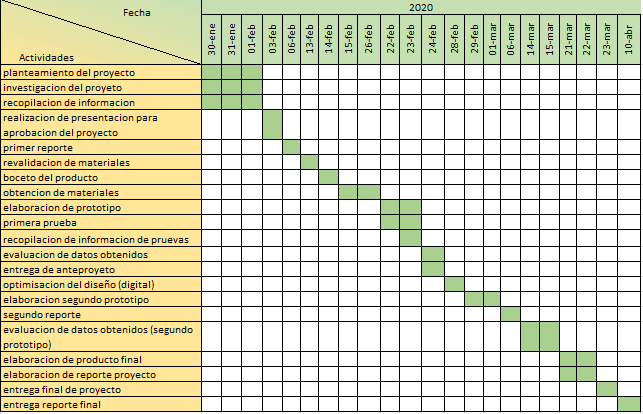 Fecha
2020
Actividades
30-ene
31-ene
01-feb
03-feb
06-feb
13-feb
14-feb
15-feb
26-feb
22-feb
23-feb
24-feb
28-feb
29-feb
01-mar
06-mar
14-mar
15-mar
21-mar
22-mar
23-mar
10-abr
planteamiento del proyecto
investigacion del proyeto
recopilacion de informacion
realizacion de presentacion para
aprobacion del proyecto
primer reporte
revalidacion de materiales
boceto del producto
obtencion de materiales
elaboracion de prototipo
primera prueba
recopilacion de informacion de pruevas
evaluacion de datos obtenidos
entrega de anteproyeto
optimisacion del diseño (digital)
elaboracion segundo prototipo
segundo reporte
evaluacion de datos obtenidos (segundo
prototipo)
elaboracion de producto final
elaboracion de reporte proyecto
entrega final de proyecto
entrega reporte final